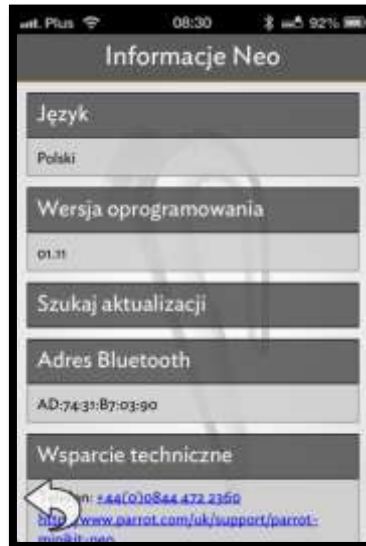 Plus 08:30 92%
Informacje Neo
Język
Polski
Wersja oprogramowania
01.11
Szukaj aktualizacji
Adres Bluetooth
AD:74:31:B7:03:90
Wsparcie techniczne
+44(0)0844 472 2360
http://www.parrot.com/uk/support/parrot-
minikit-neo